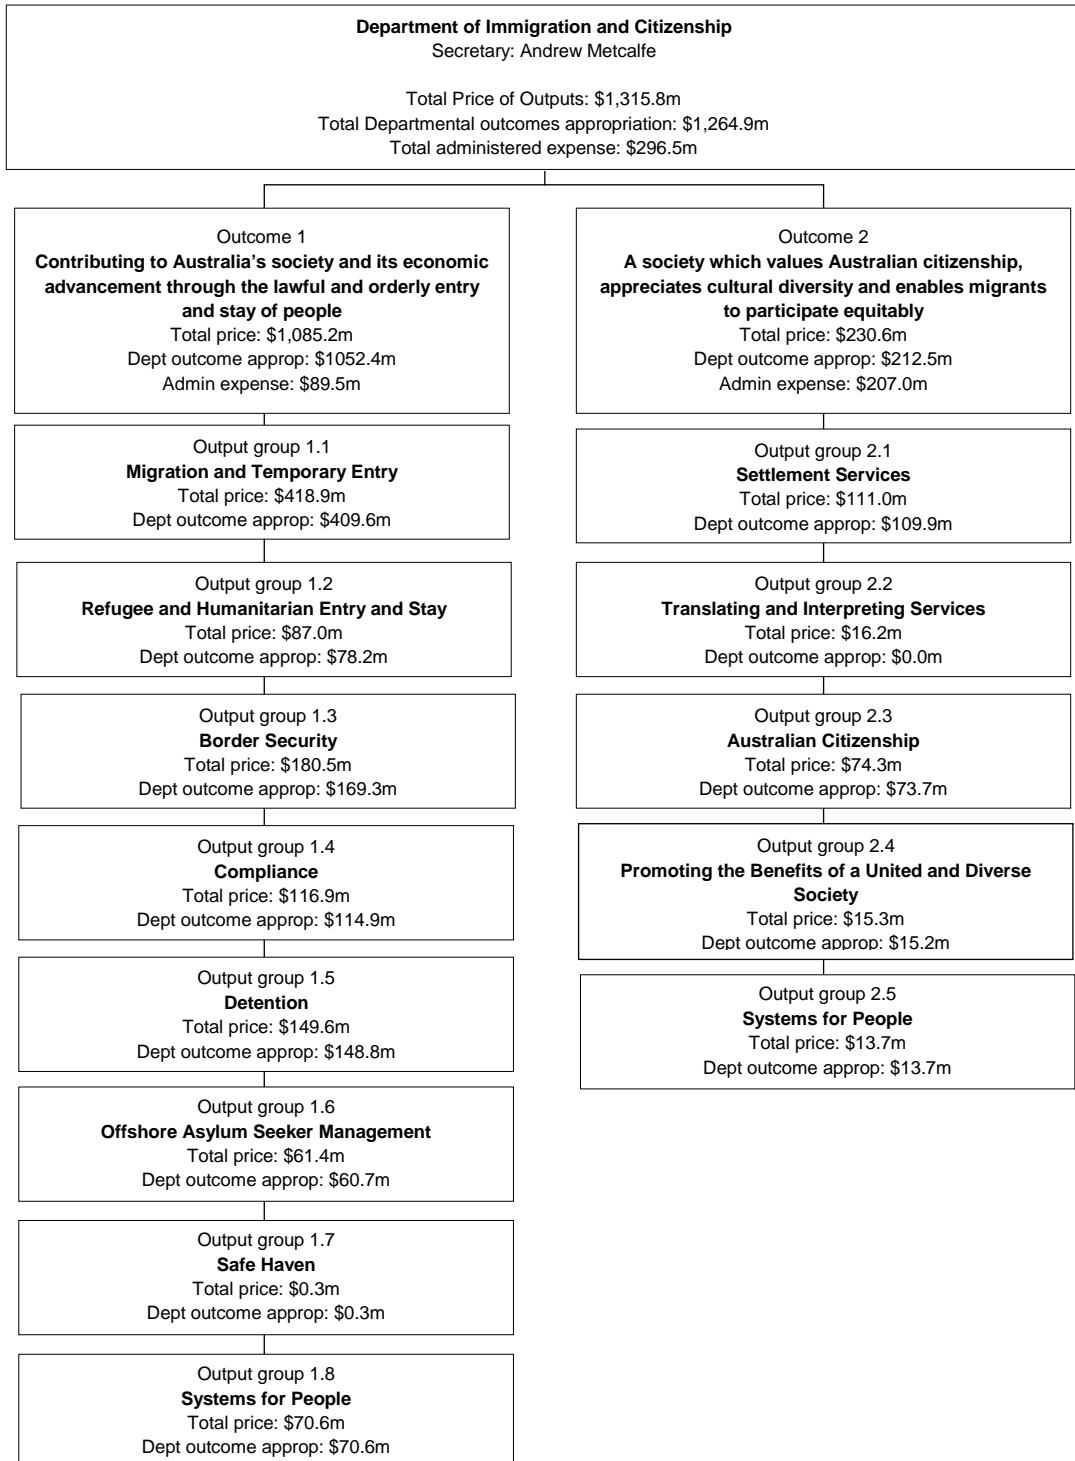 Department of Immigration and Citizenship
Secretary: Andrew Metcalfe
Total Price of Outputs: $1,315.8m
Total Departmental outcomes appropriation: $1,264.9m
Total administered expense: $296.5m
Outcome 1
Contributing to Australia's society and its economic
advancement through the lawful and orderly entry
and stay of people
Total price: $1,085.2m
Dept outcome approp: $1052.4m
Admin expense: $89.5m
Output group 1.1
Migration and Temporary Entry
Total price: $418.9m
Dept outcome approp: $409.6m
Output group 1.2
Refugee and Humanitarian Entry and Stay
Total price: $87.0m
Dept outcome approp: $78.2m
Output group 1.3
Border Security
Total price: $180.5m
Dept outcome approp: $169.3m
Output group 1.4
Compliance
Total price: $116.9m
Dept outcome approp: $114.9m
Output group 1.5
Detention
Total price: $149.6m
Dept outcome approp: $148.8m
Output group 1.6
Offshore Asylum Seeker Management
Total price: $61.4m
Dept outcome approp: $60.7m
Output group 1.7
Safe Haven
Total price: $0.3m
Dept outcome approp: $0.3m
Output group 1.8
Systems for People
Total price: $70.6m
Dept outcome approp: $70.6m
Outcome 2
A society which values Australian citizenship,
appreciates cultural diversity and enables migrants
to participate equitably
Total price: $230.6m
Dept outcome approp: $212.5m
Admin expense: $207.0m
Output group 2.1
Settlement Services
Total price: $111.0m
Dept outcome approp: $109.9m
Output group 2.2
Translating and Interpreting Services
Total price: $16.2m
Dept outcome approp: $0.0m
Output group 2.3
Australian Citizenship
Total price: $74.3m
Dept outcome approp: $73.7m
Output group 2.4
Promoting the Benefits of a United and Diverse
Society
Total price: $15.3m
Dept outcome approp: $15.2m
Output group 2.5
Systems for People
Total price: $13.7m
Dept outcome approp: $13.7m